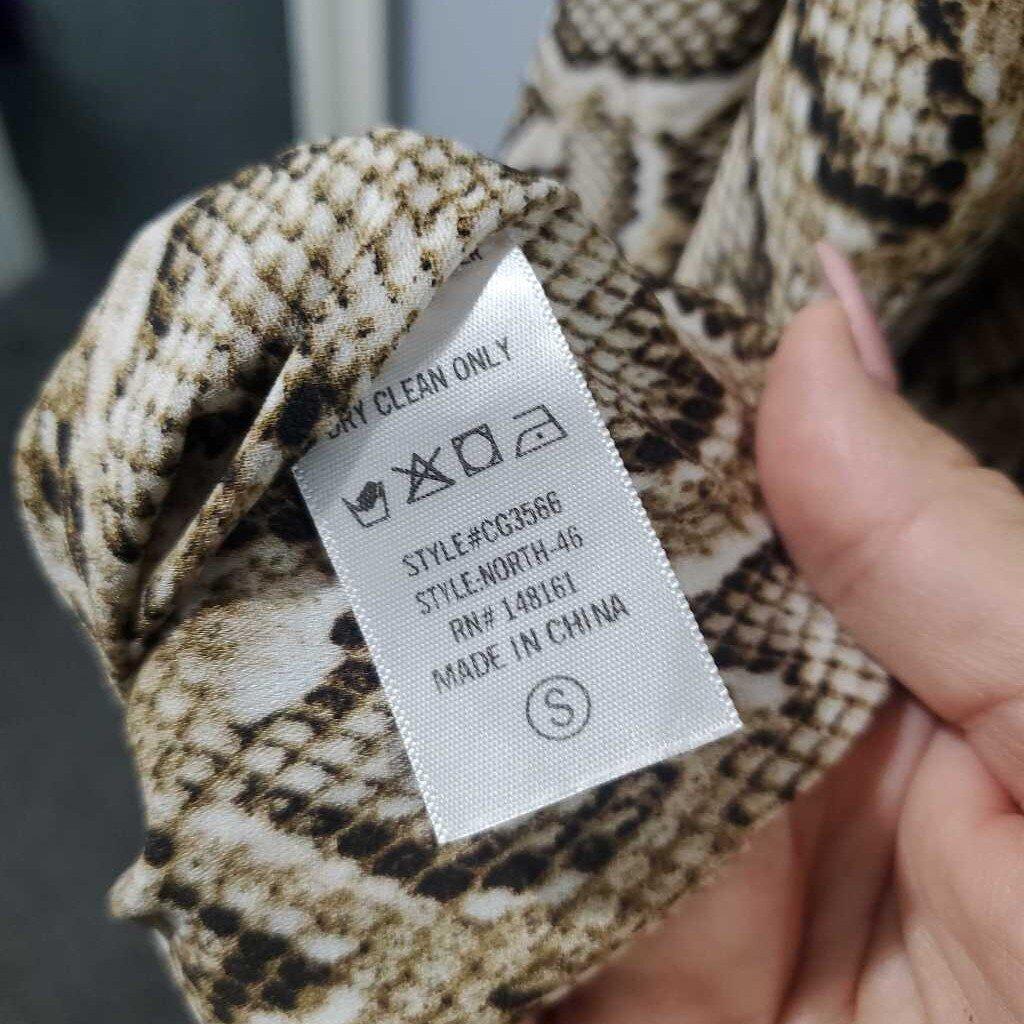 DRY CLEAN ONLY
STYLE#CG3566
STYLE:NORTH-46
RN# 148161
MADE IN CHINA
S